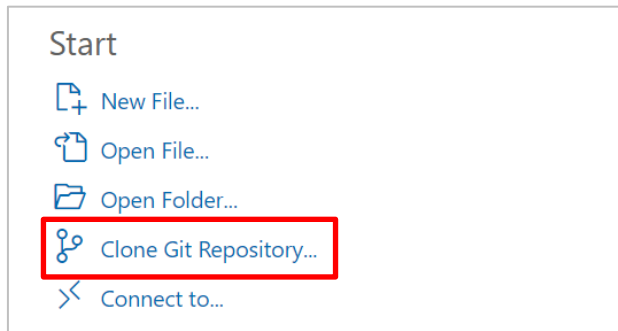 Start
New File...
Open File...
Open Folder...
Clone Git Repository...
Connect to...